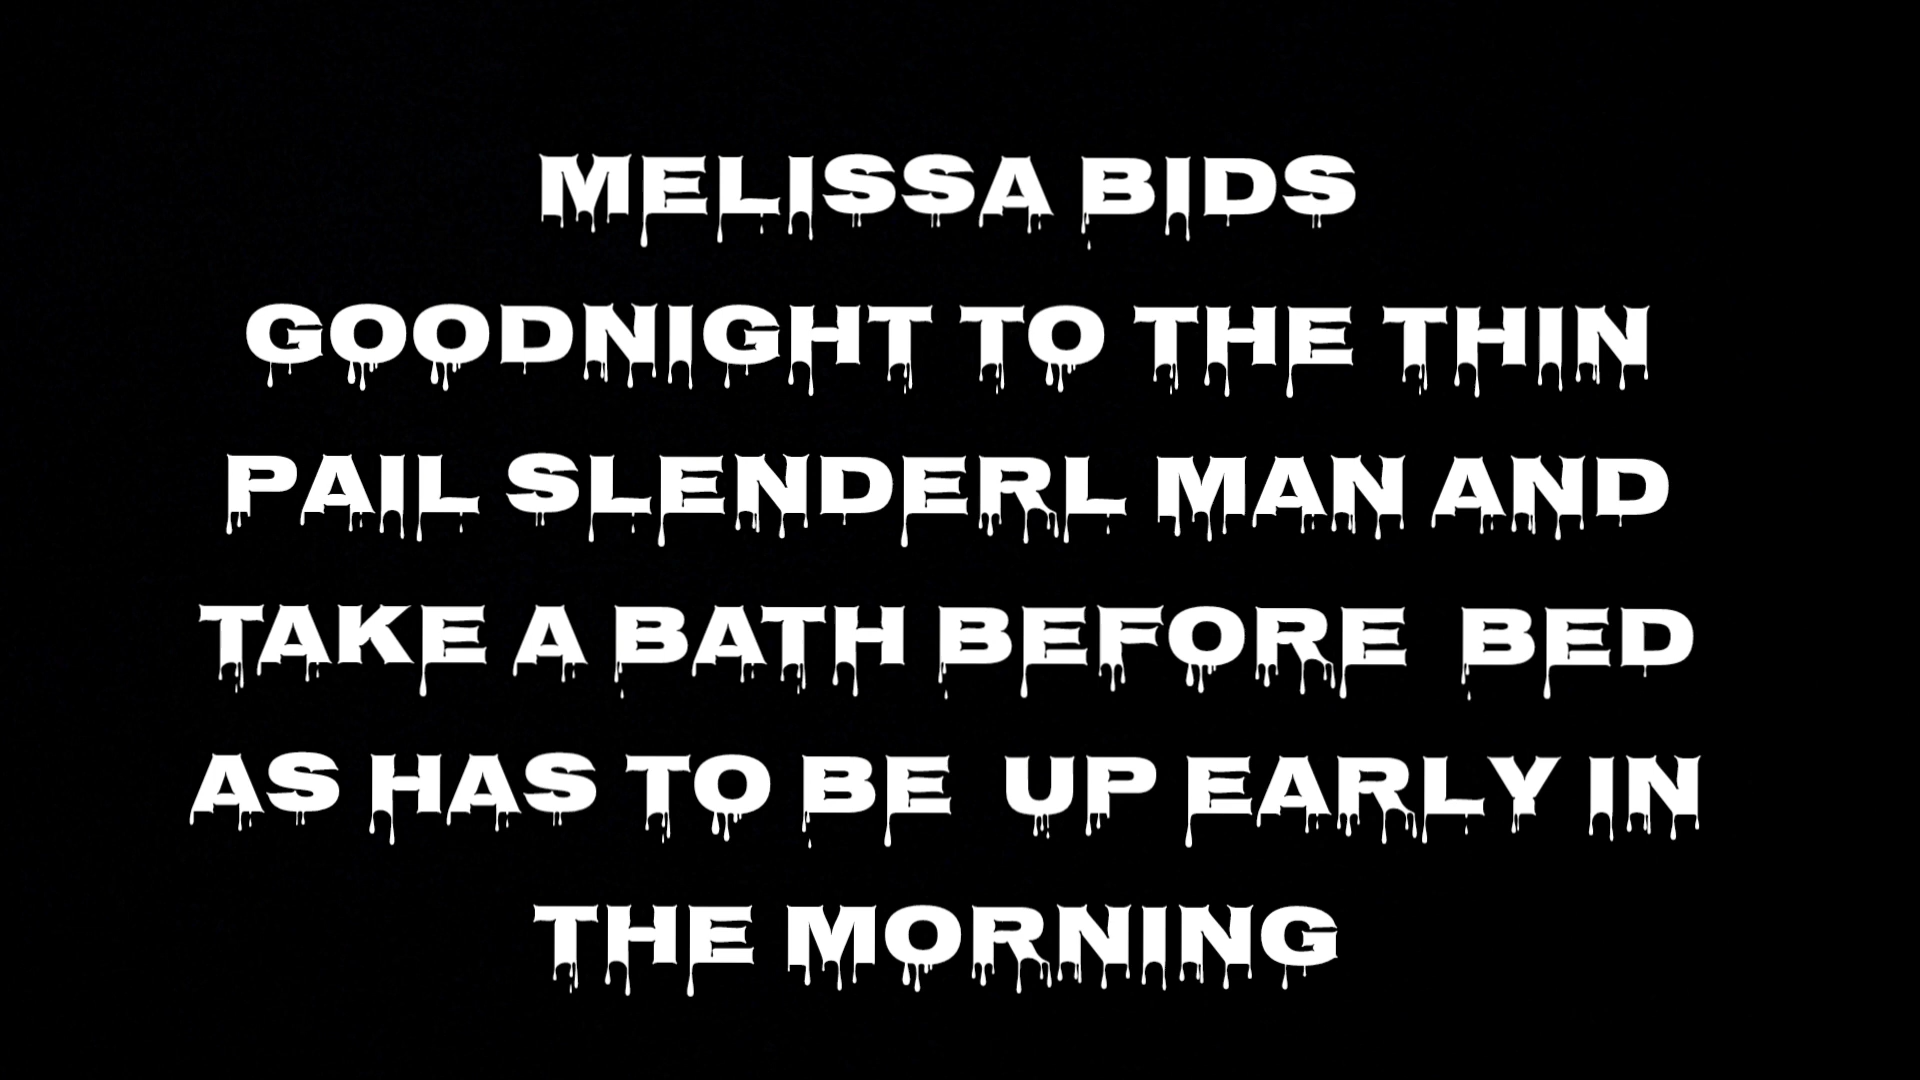 MELISSA BIDS
GOODNIGHT TO THE THIN
PAIL SLENDERL MAN AND
TAKE A BATH BEFORE BED
AS HAS TO BE UP EARLY IN
THE MORNING